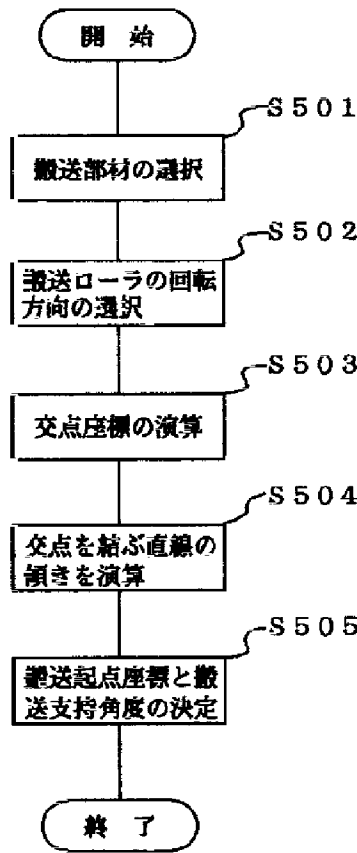 開 始
S501
搬送部材の選択
S502
搬送ローラの回転
方向の選択
S503
交点座標の演算
S504
交点を結ぶ直線の
傾きを演算
S505
搬送起点座標と搬
送支持角度の決定
終 了